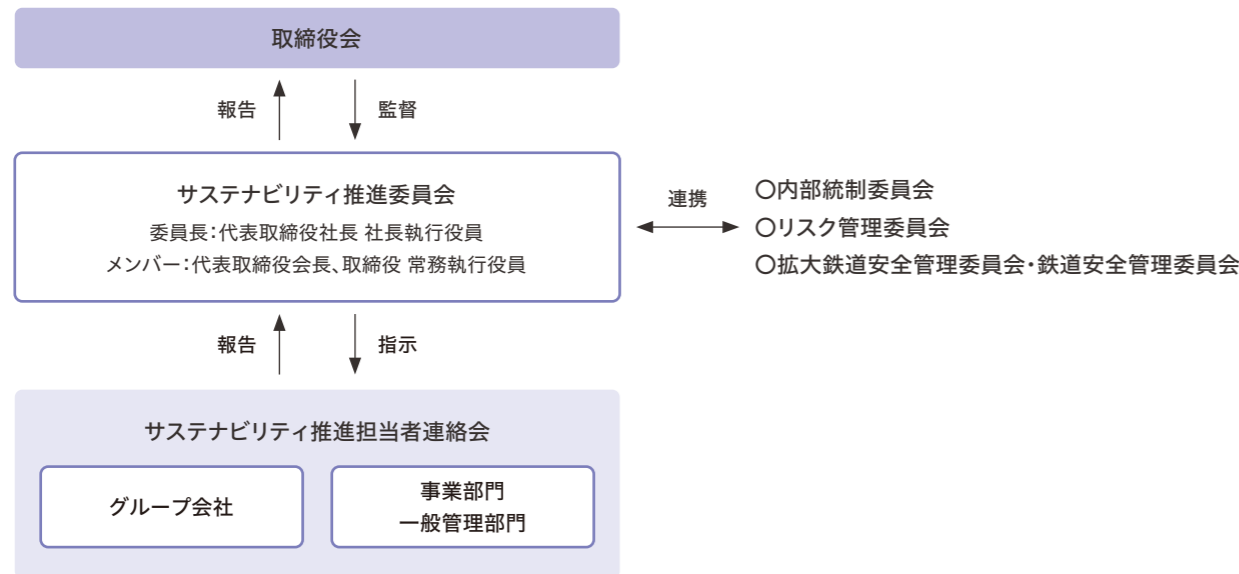 取締役会
報告
監督
サステナビリティ推進委員会
委員長：代表取締役社長 社長執行役員
メンバー：代表取締役会長、取締役 常務執行役員
連携
〇内部統制委員会
〇リスク管理委員会
〇拡大鉄道安全管理委員会・鉄道安全管理委員会
報告
指示
サステナビリティ推進担当者連絡会
グループ会社
事業部門
一般管理部門